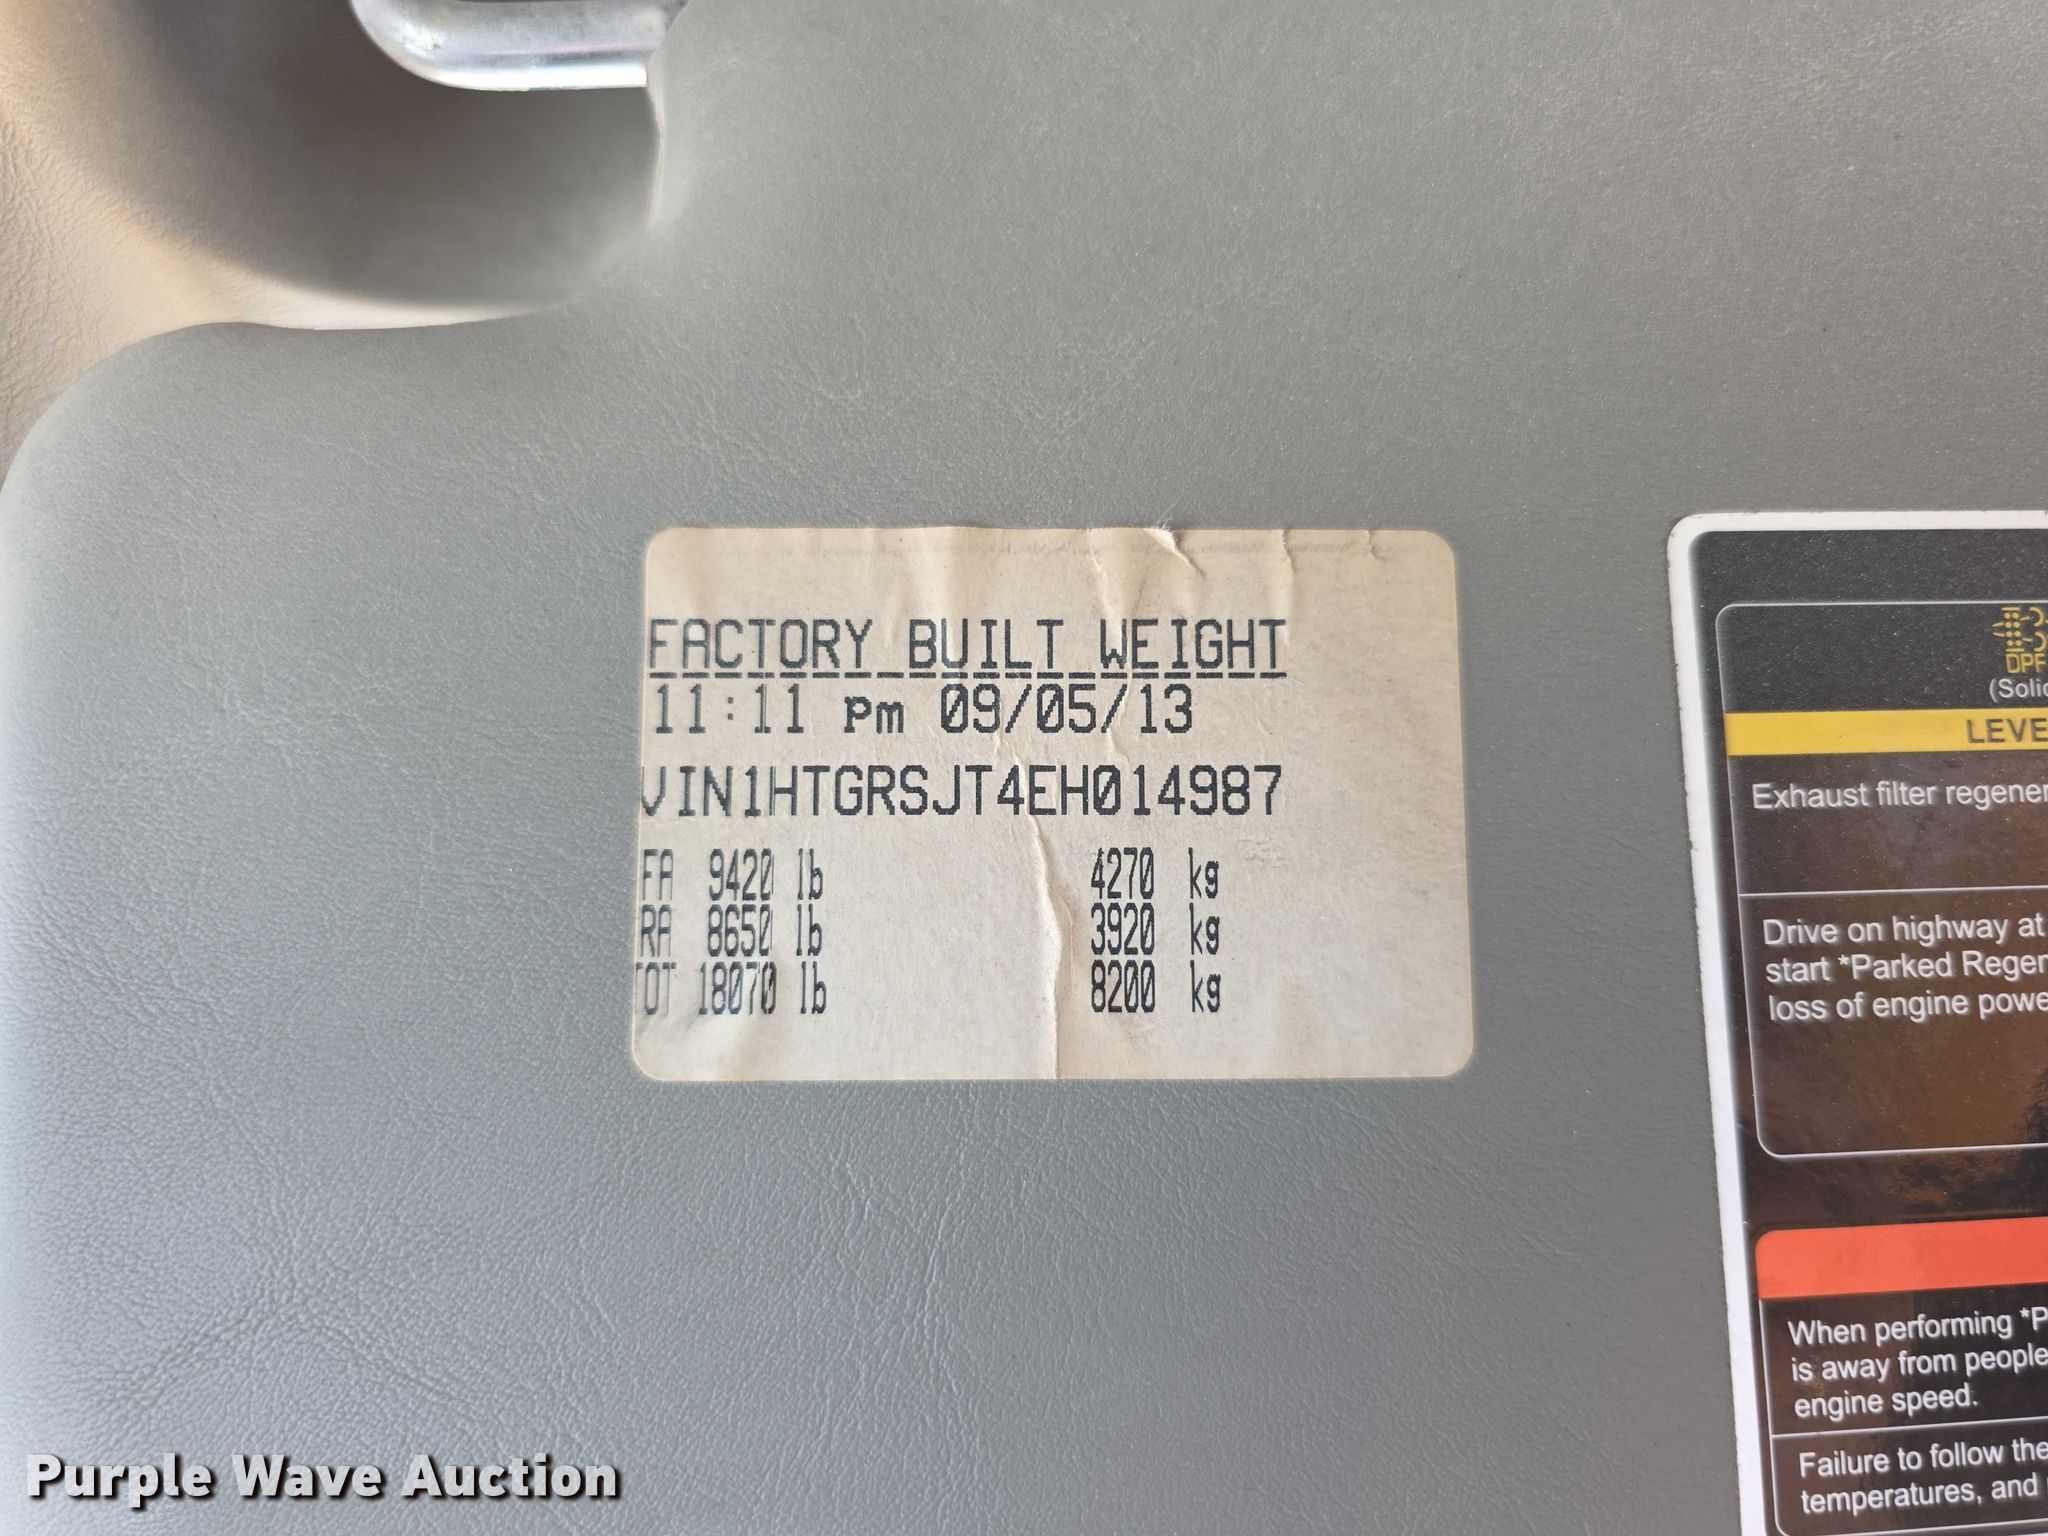 FACTORY BUILT WEIGHT
11:11 pm 09/05/13
VIN1HTGRSJT4EH014987
FA 9420 lb 4270 kg
RA 8650 lb 3920 kg
TOT 18070 lb 8200 kg
DPF
(Solid
LEVE
Exhaust filter regener
Drive on highway at
start *Parked Regen
loss of engine powe
When performing *P
is away from people
engine speed.
Failure to follow the
temperatures, and
Purple Wave Auction